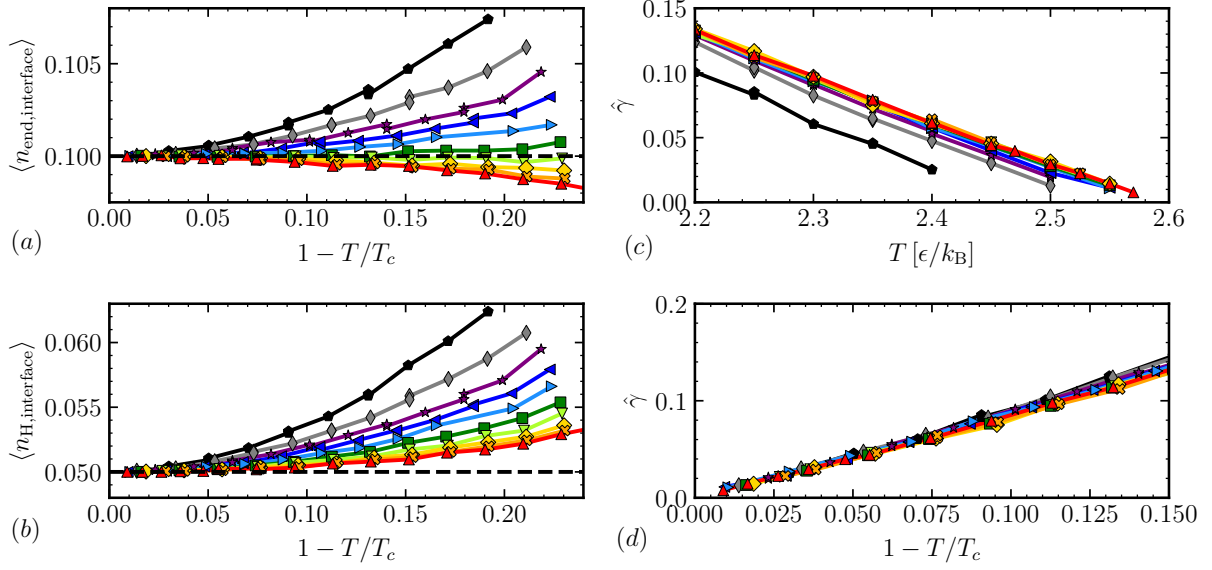 0.105
0.100
⟨n_end,interface⟩
0.00 0.05 0.10 0.15 0.20
1 − T/T_c
(a)
0.15
0.10
0.05
0.00
γ̂
2.2 2.3 2.4 2.5 2.6
T [ϵ/k_B]
(c)
0.060
0.055
0.050
⟨n_H,interface⟩
0.00 0.05 0.10 0.15 0.20
1 − T/T_c
(b)
0.2
0.1
0.0
γ̂
0.000 0.025 0.050 0.075 0.100 0.125 0.150
1 − T/T_c
(d)